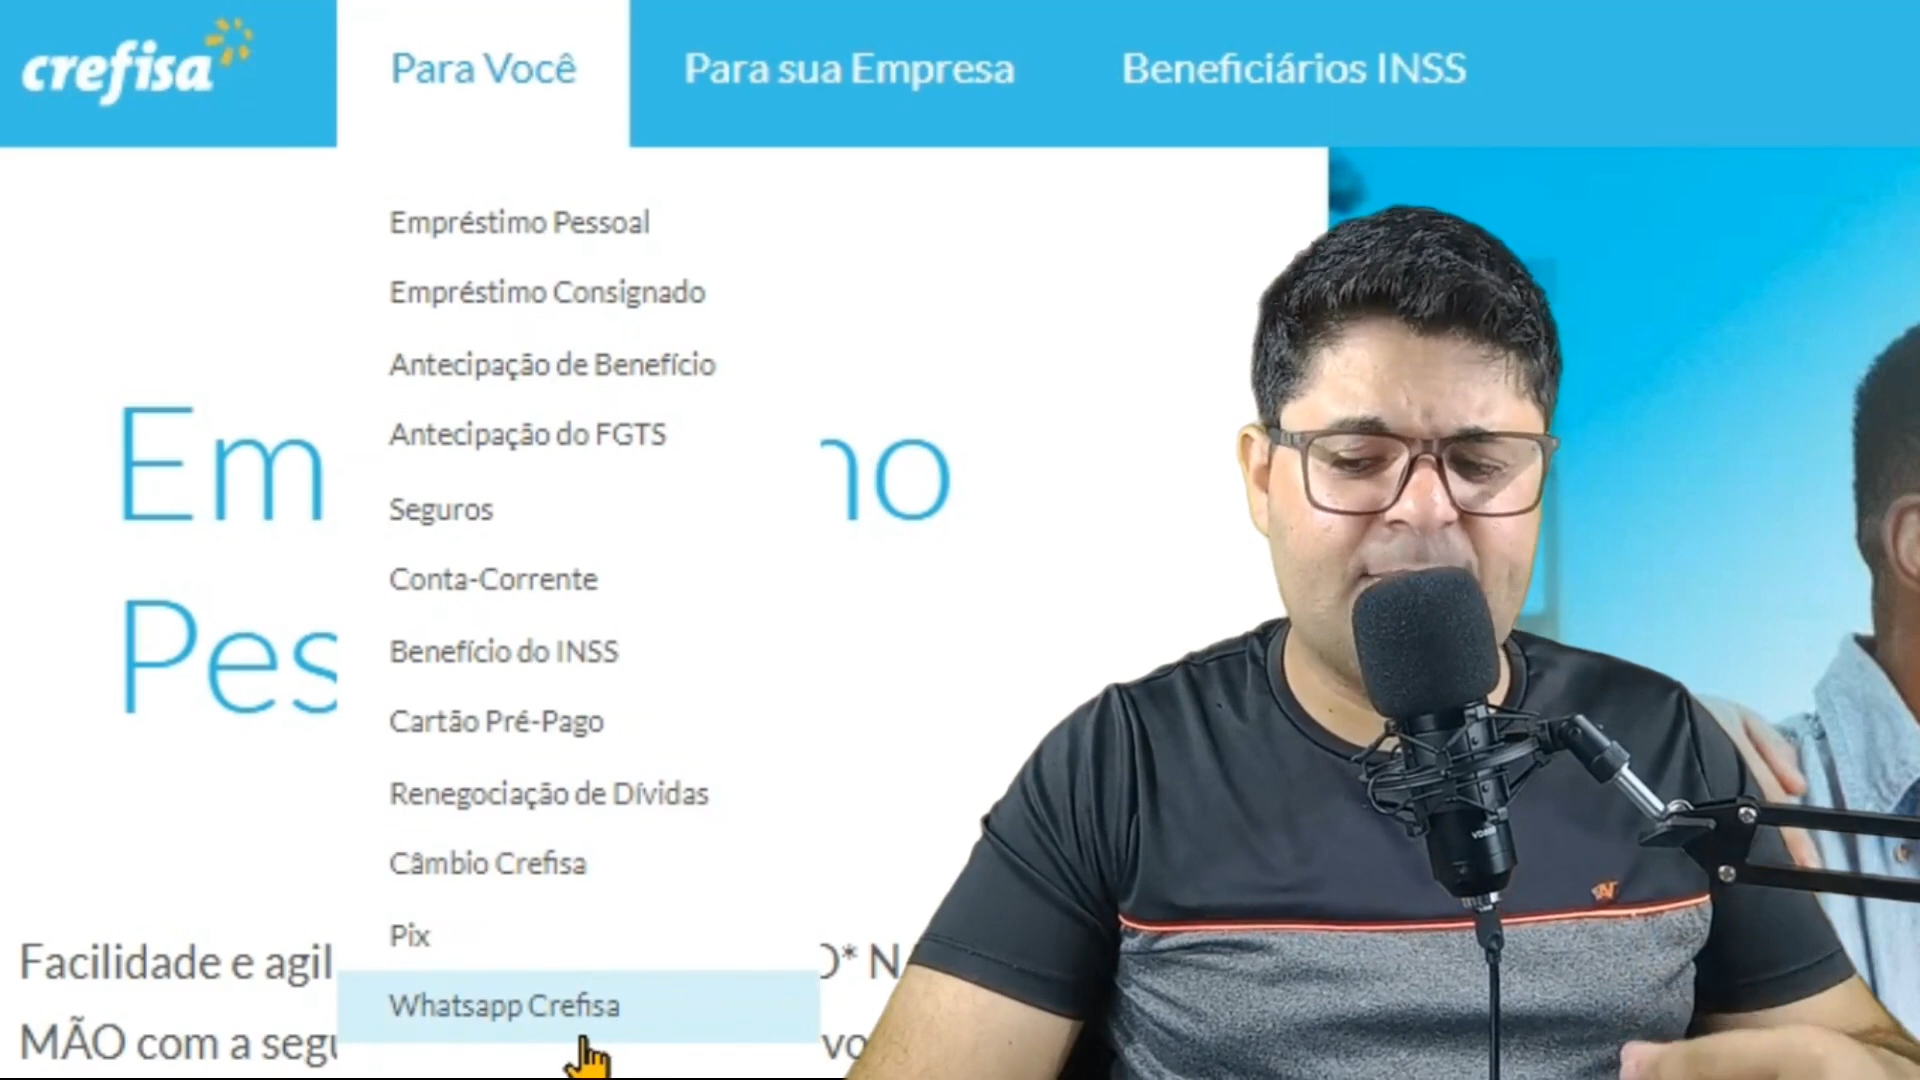 crefisa
Para Você
Para sua Empresa
Beneficiários INSS
Empréstimo Pessoal
Empréstimo Consignado
Antecipação de Benefício
Antecipação do FGTS
Seguros
Conta-Corrente
Benefício do INSS
Cartão Pré-Pago
Renegociação de Dívidas
Câmbio Crefisa
Pix
Whatsapp Crefisa
Em no
Pes
Facilidade e agil O* N
MÃO com a segu vo